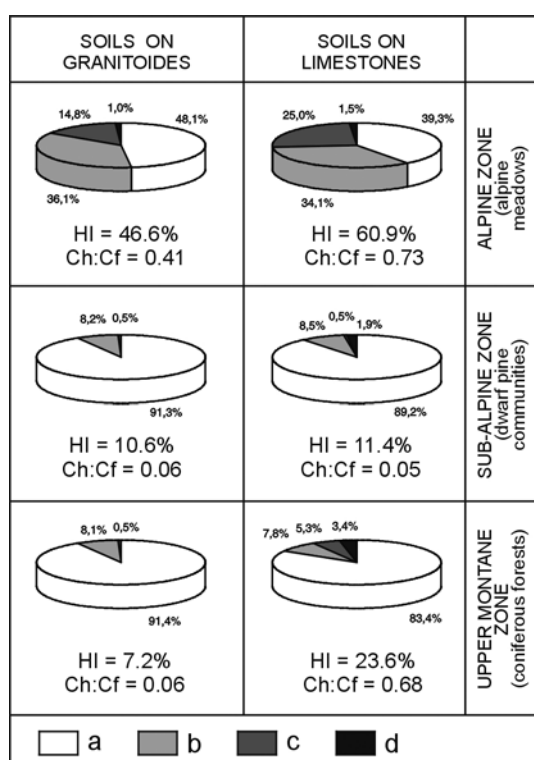 SOILS ON
GRANITOIDES
SOILS ON
LIMESTONES
14,8%
1,0%
48,1%
36,1%
HI = 46.6%
Ch:Cf = 0.41
25,0%
1,5%
39,3%
34,1%
HI = 60.9%
Ch:Cf = 0.73
ALPINE ZONE
(alpine
meadows)
8,2%
0,5%
91,3%
HI = 10.6%
Ch:Cf = 0.06
8,5%
0,5%
1,9%
89,2%
HI = 11.4%
Ch:Cf = 0.05
SUB-ALPINE ZONE
(dwarf pine
communities)
8,1%
0,5%
91,4%
HI = 7.2%
Ch:Cf = 0.06
7,8%
5,3%
3,4%
83,4%
HI = 23.6%
Ch:Cf = 0.68
UPPER MONTANE
ZONE
(coniferous forests)
a
b
c
d